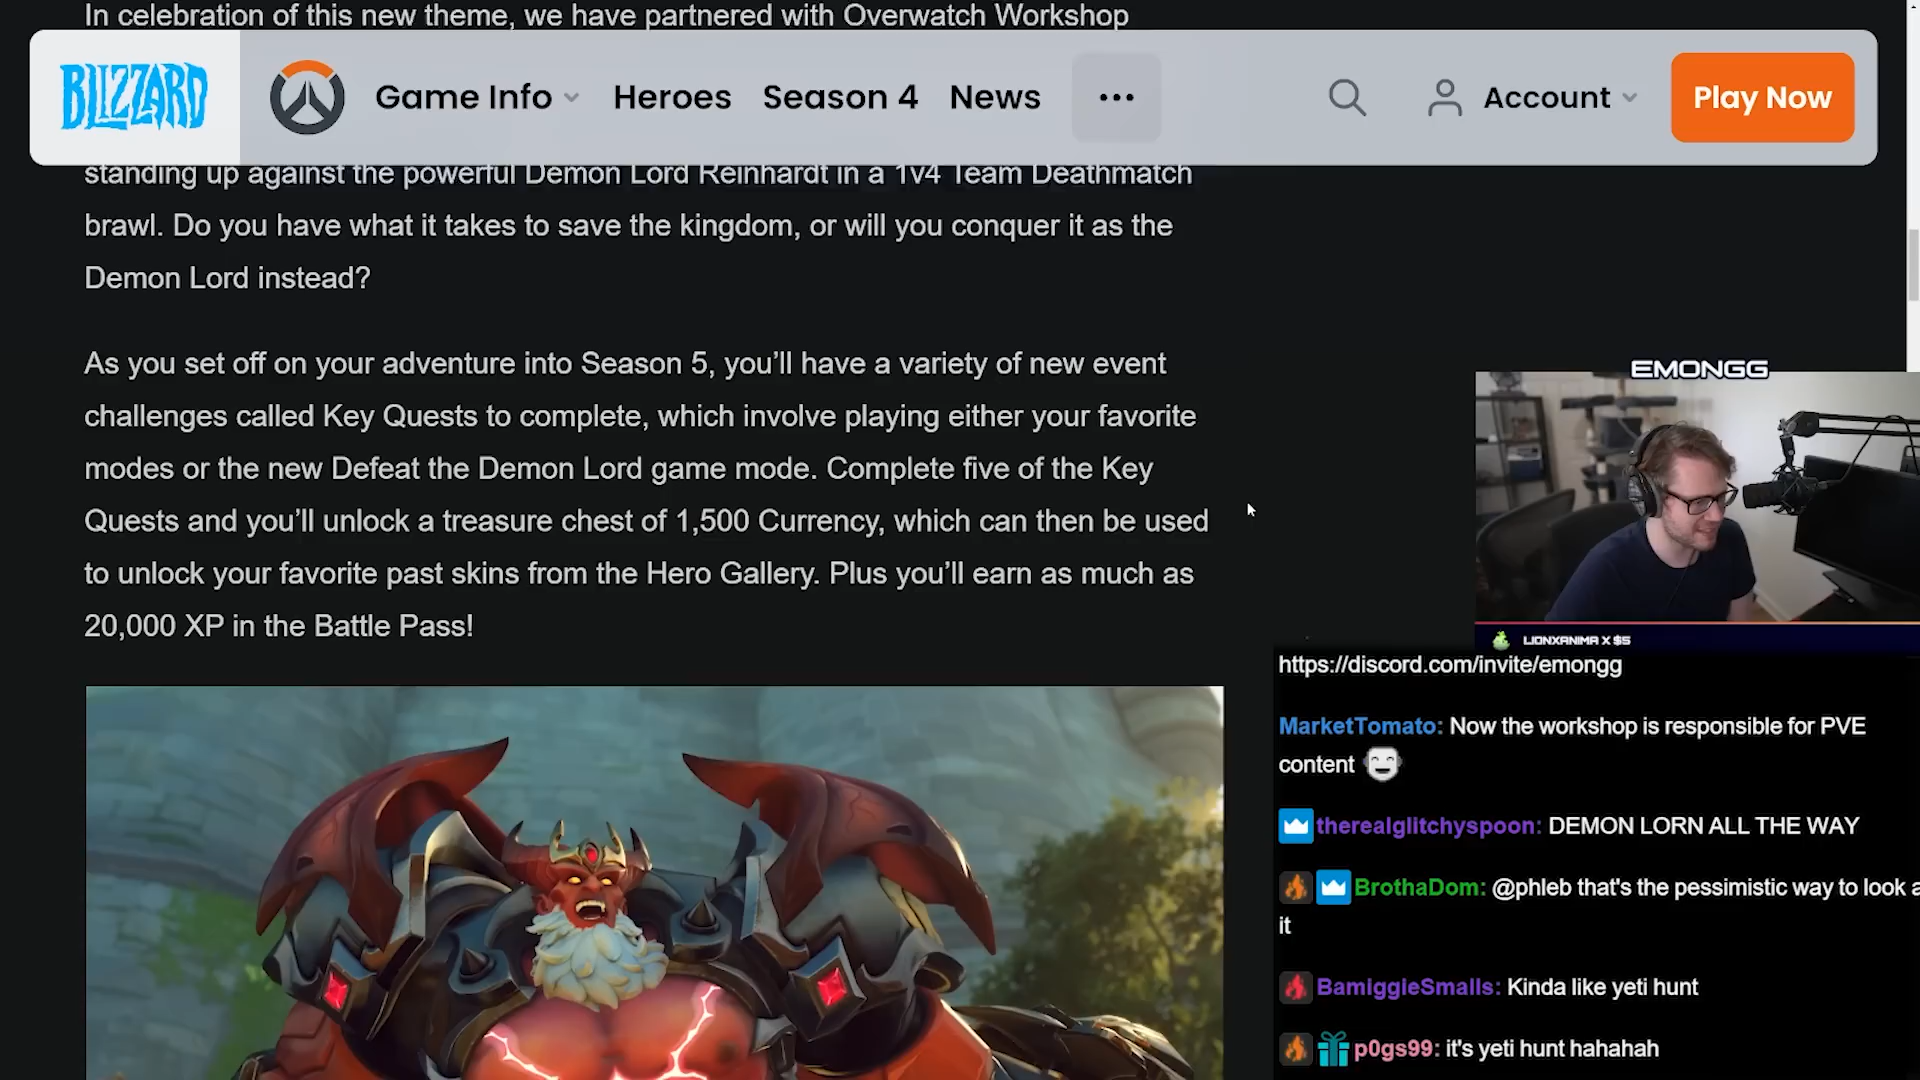 In celebration of this new theme, we have partnered with Overwatch Workshop
BLIZZARD
Game Info
Heroes
Season 4
News
•••
Account
Play Now
standing up against the powerful Demon Lord Reinhardt in a 1v4 Team Deathmatch
brawl. Do you have what it takes to save the kingdom, or will you conquer it as the
Demon Lord instead?
As you set off on your adventure into Season 5, you’ll have a variety of new event
challenges called Key Quests to complete, which involve playing either your favorite
modes or the new Defeat the Demon Lord game mode. Complete five of the Key
Quests and you’ll unlock a treasure chest of 1,500 Currency, which can then be used
to unlock your favorite past skins from the Hero Gallery. Plus you’ll earn as much as
20,000 XP in the Battle Pass!
EMONGG
LIONXANIMA X $5
https://discord.com/invite/emongg
MarketTomato: Now the workshop is responsible for PVE
content
therealglitchyspoon: DEMON LORN ALL THE WAY
BrothaDom: @phleb that's the pessimistic way to look a
it
BamiggieSmalls: Kinda like yeti hunt
p0gs99: it's yeti hunt hahahah